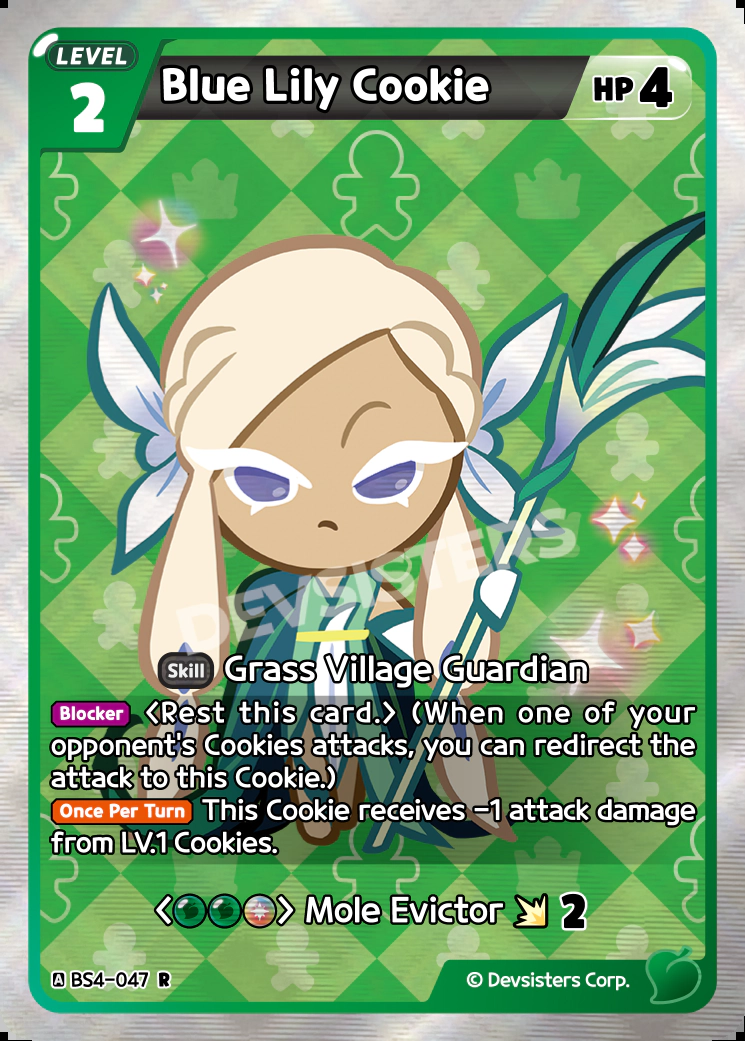 LEVEL
2
Blue Lily Cookie
HP 4
DEVSISTERS
Skill Grass Village Guardian
Blocker <Rest this card.> (When one of your
opponent's Cookies attacks, you can redirect the
attack to this Cookie.)
Once Per Turn This Cookie receives -1 attack damage
from LV.1 Cookies.
< > Mole Evictor 2
A BS4-047 R
© Devsisters Corp.